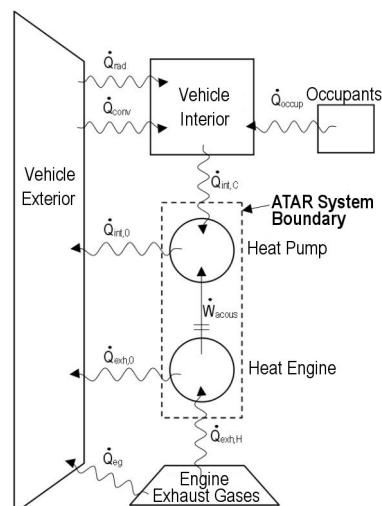 Q̇rad
Q̇conv
Vehicle
Interior
Q̇occup
Occupants
Vehicle
Exterior
Q̇int,C
ATAR System
Boundary
Q̇int,0
Heat Pump
Ẇacous
Q̇exh,0
Heat Engine
Q̇exh,H
Q̇eg
Engine
Exhaust Gases